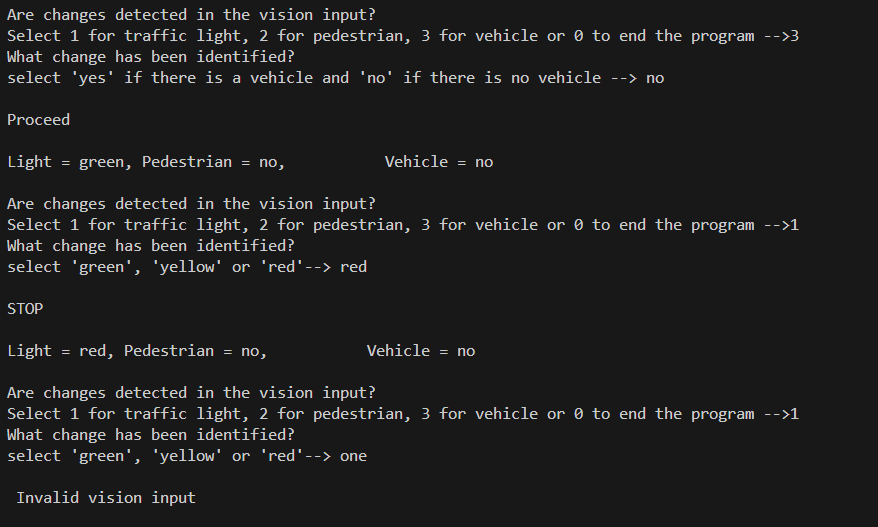 Are changes detected in the vision input?
Select 1 for traffic light, 2 for pedestrian, 3 for vehicle or 0 to end the program -->3
What change has been identified?
select 'yes' if there is a vehicle and 'no' if there is no vehicle --> no
Proceed
Light = green, Pedestrian = no,           Vehicle = no
Are changes detected in the vision input?
Select 1 for traffic light, 2 for pedestrian, 3 for vehicle or 0 to end the program -->1
What change has been identified?
select 'green', 'yellow' or 'red'--> red
STOP
Light = red, Pedestrian = no,           Vehicle = no
Are changes detected in the vision input?
Select 1 for traffic light, 2 for pedestrian, 3 for vehicle or 0 to end the program -->1
What change has been identified?
select 'green', 'yellow' or 'red'--> one
Invalid vision input